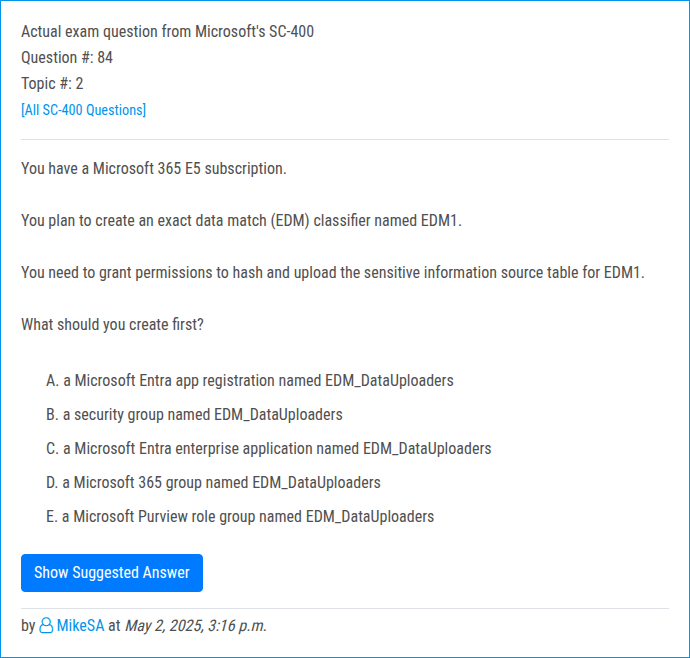 Actual exam question from Microsoft's SC-400
Question #: 84
Topic #: 2
[All SC-400 Questions]
You have a Microsoft 365 E5 subscription.
You plan to create an exact data match (EDM) classifier named EDM1.
You need to grant permissions to hash and upload the sensitive information source table for EDM1.
What should you create first?
A. a Microsoft Entra app registration named EDM_DataUploaders
B. a security group named EDM_DataUploaders
C. a Microsoft Entra enterprise application named EDM_DataUploaders
D. a Microsoft 365 group named EDM_DataUploaders
E. a Microsoft Purview role group named EDM_DataUploaders
Show Suggested Answer
by MikeSA at May 2, 2025, 3:16 p.m.